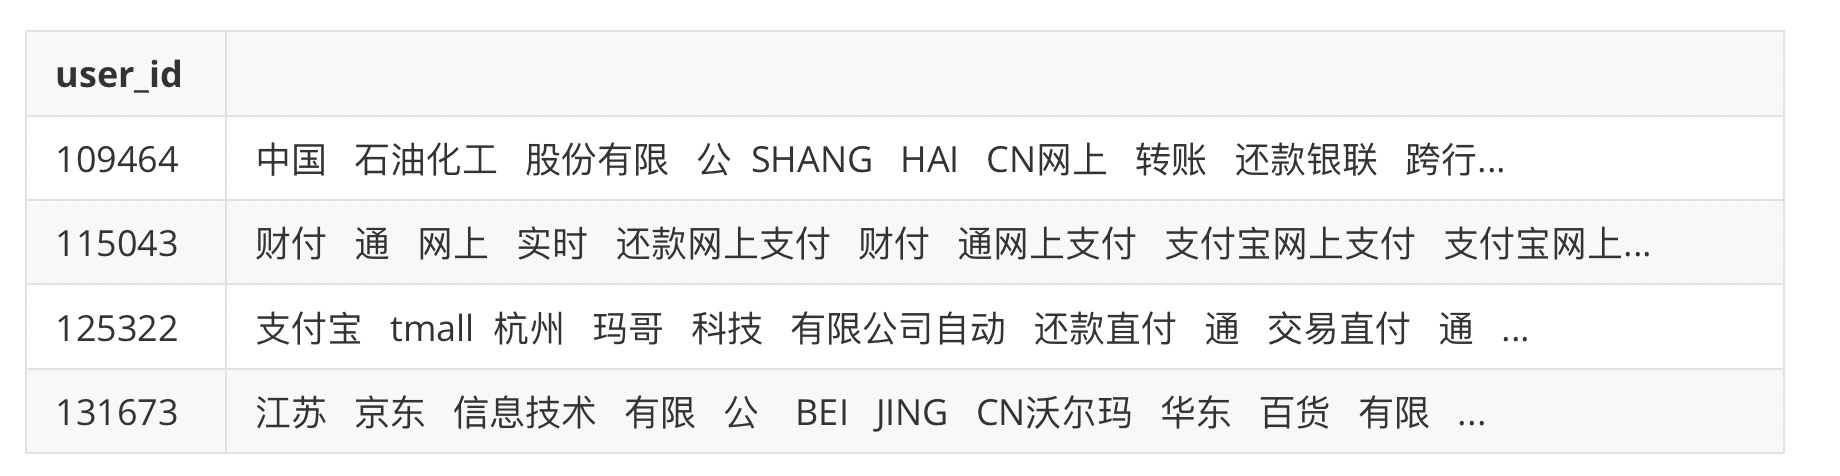 user_id
109464 中国 石油化工 股份有限 公 SHANG HAI CN网上 转账 还款银联 跨行...
115043 财付 通 网上 实时 还款网上支付 财付 通网上支付 支付宝网上支付 支付宝网上...
125322 支付宝 tmall 杭州 玛哥 科技 有限公司自动 还款直付 通 交易直付 通 ...
131673 江苏 京东 信息技术 有限 公 BEI JING CN沃尔玛 华东 百货 有限 ...